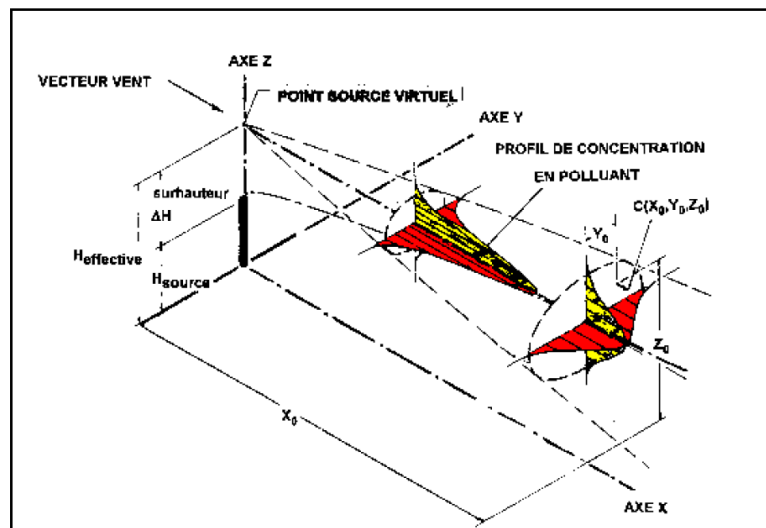 AXE Z
VECTEUR VENT
POINT SOURCE VIRTUEL
AXE Y
PROFIL DE CONCENTRATION
EN POLLUANT
surhauteur
ΔH
C(X₀,Y₀,Z₀)
Y₀
Heffective
Hsource
Z₀
X₀
AXE X